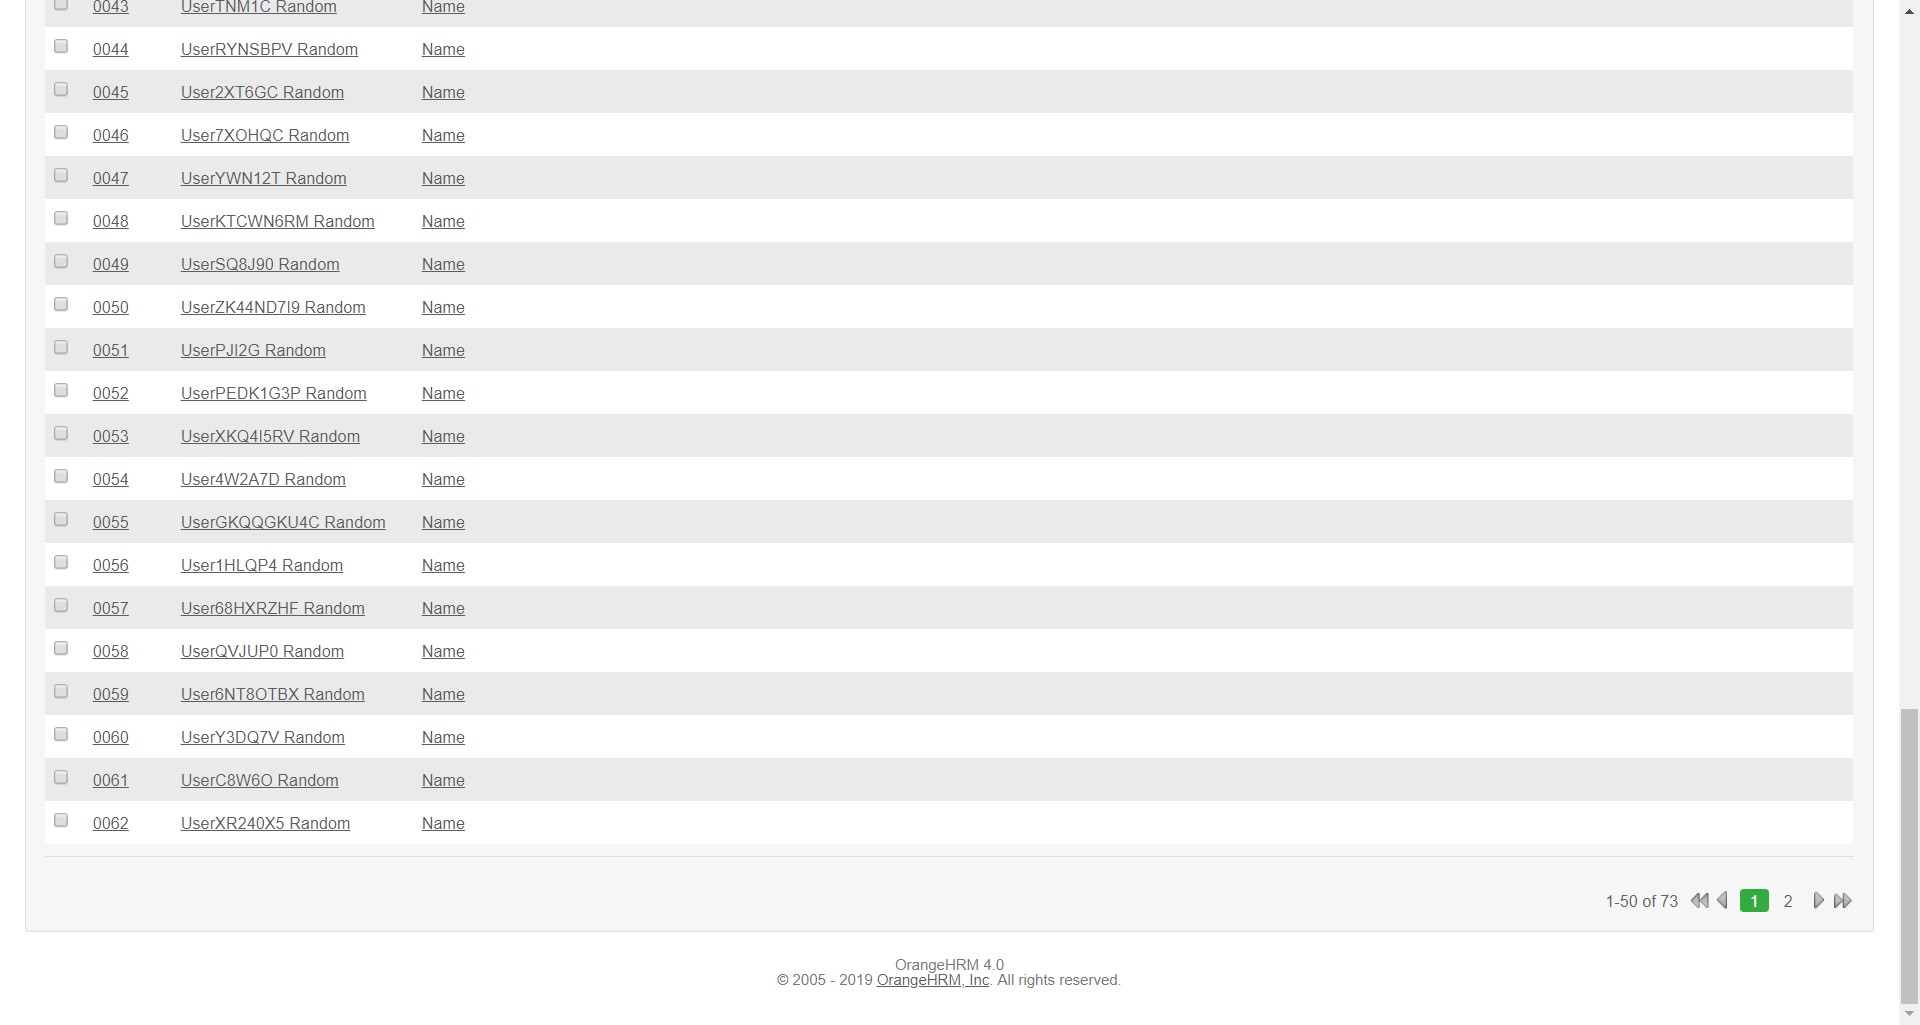 0043 UserTNM1C Random Name
0044 UserRYNSBPV Random Name
0045 User2XT6GC Random Name
0046 User7XOHQC Random Name
0047 UserYWN12T Random Name
0048 UserKTCWN6RM Random Name
0049 UserSQ8J90 Random Name
0050 UserZK44ND7I9 Random Name
0051 UserPJI2G Random Name
0052 UserPEDK1G3P Random Name
0053 UserXKQ4I5RV Random Name
0054 User4W2A7D Random Name
0055 UserGKQQGKU4C Random Name
0056 User1HLQP4 Random Name
0057 User68HXRZHF Random Name
0058 UserQVJUP0 Random Name
0059 User6NT8OTBX Random Name
0060 UserY3DQ7V Random Name
0061 UserC8W6O Random Name
0062 UserXR240X5 Random Name
1-50 of 73 1 2
OrangeHRM 4.0
© 2005 - 2019 OrangeHRM, Inc. All rights reserved.